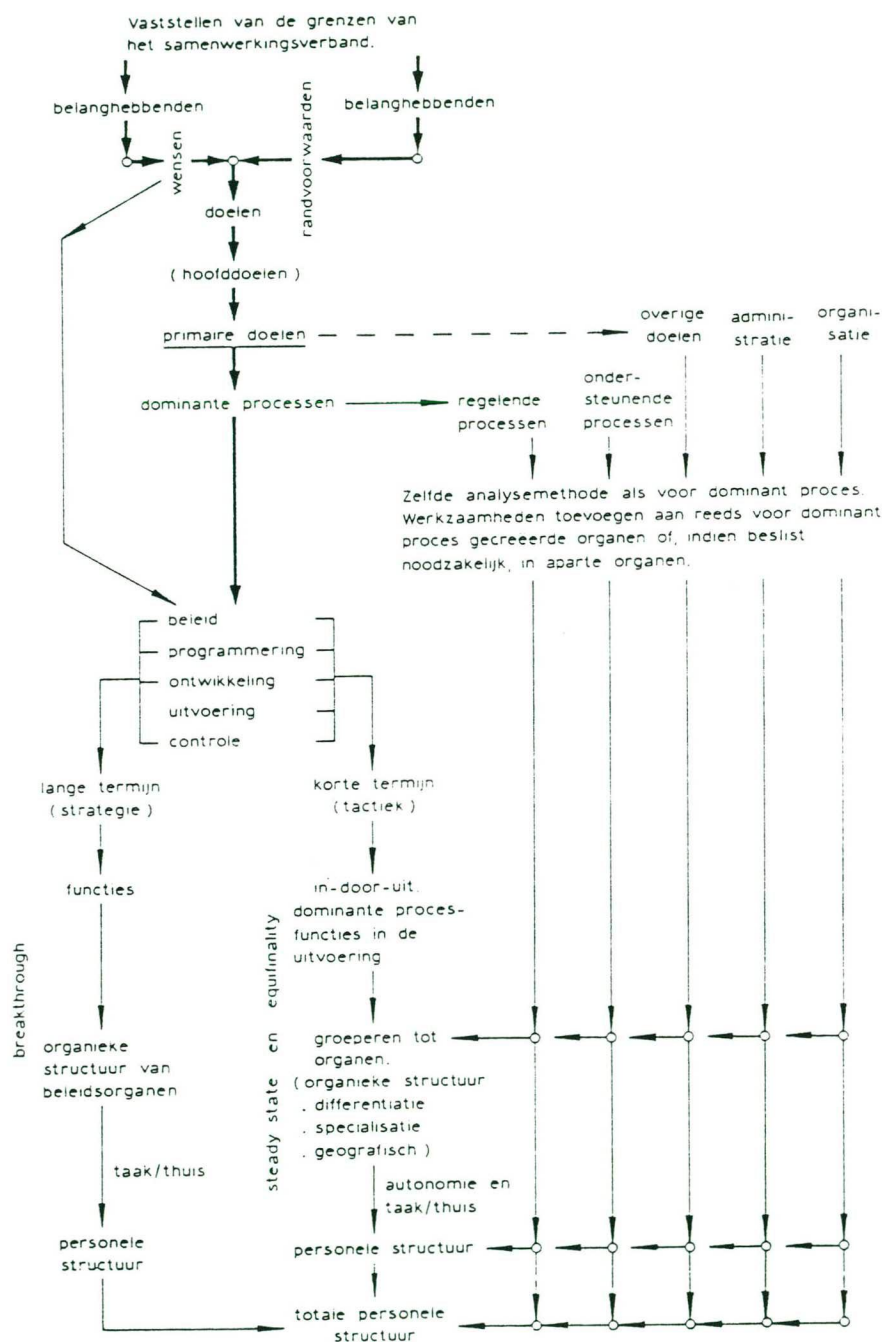 Vaststellen van de grenzen van
het samenwerkingsverband.
belanghebbenden
belanghebbenden
wensen
randvoorwaarden
doelen
(hoofddoelen)
primaire doelen
overige
doelen
admini-
stratie
organi-
satie
dominante processen
regelende
processen
onder-
steunende
processen
Zelfde analysemethode als voor dominant proces.
Werkzaamheden toevoegen aan reeds voor dominant
proces gecreeerde organen of, indien beslist
noodzakelijk, in aparte organen.
beleid
programmering
ontwikkeling
uitvoering
controle
lange termijn
(strategie)
korte termijn
(tactiek)
functies
in-door-uit.
dominante proces-
functies in de
uitvoering
breakthrough
steady state en equifinality
organieke
structuur van
beleidsorganen
groeperen tot
organen.
(organieke structuur
. differentiatie
. specialisatie
. geografisch)
taak/thuis
autonomie en
taak/thuis
personele
structuur
personele structuur
totale personele
structuur